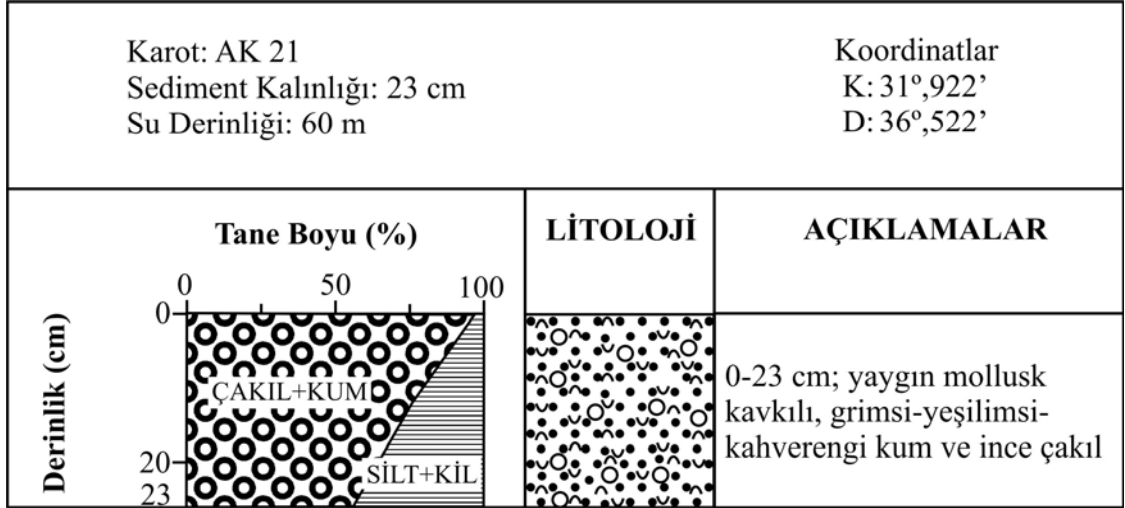 Karot: AK 21
Sediment Kalınlığı: 23 cm
Su Derinliği: 60 m
Koordinatlar
K: 31º,922’
D: 36º,522’
Tane Boyu (%)
LİTOLOJİ
AÇIKLAMALAR
0 50 100
Derinlik (cm)
0
20
23
ÇAKIL+KUM
SİLT+KİL
0-23 cm; yaygın mollusk
kavkılı, grimsi-yeşilimsi-
kahverengi kum ve ince çakıl